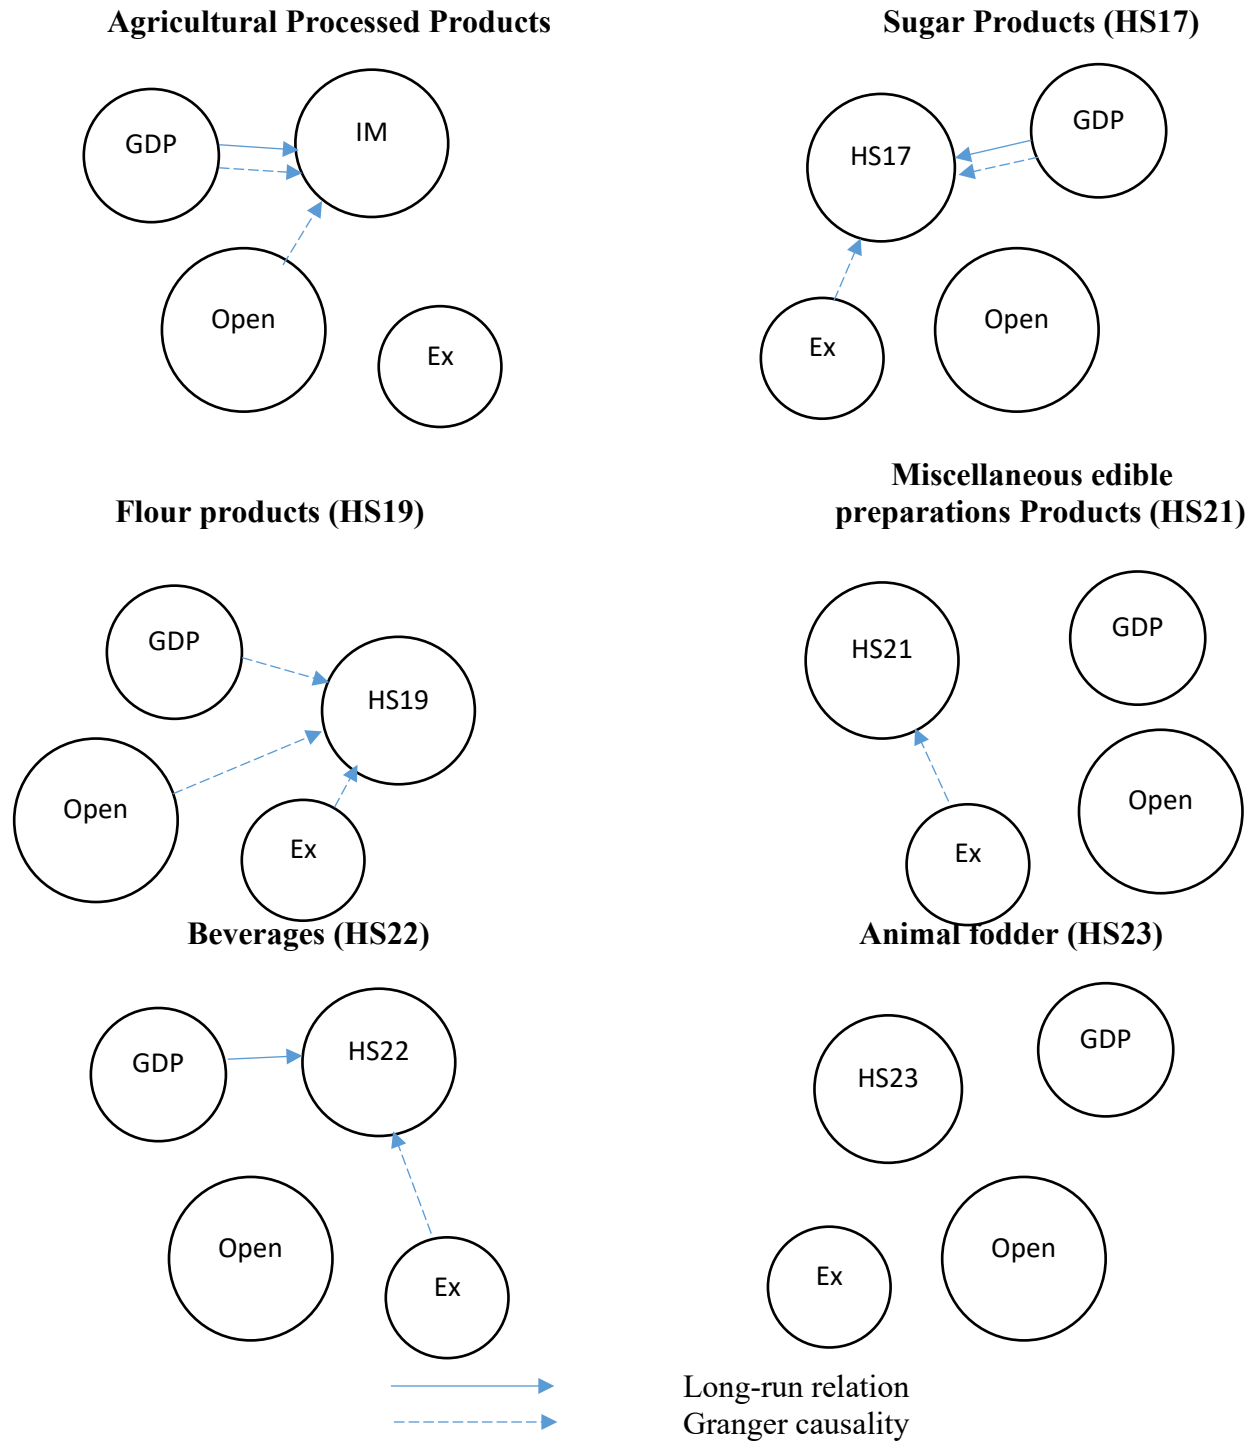 Agricultural Processed Products
GDP
IM
Open
Ex
Sugar Products (HS17)
HS17
GDP
Ex
Open
Flour products (HS19)
GDP
HS19
Open
Ex
Miscellaneous edible
preparations Products (HS21)
HS21
GDP
Open
Ex
Beverages (HS22)
GDP
HS22
Open
Ex
Animal fodder (HS23)
HS23
GDP
Ex
Open
Long-run relation
Granger causality